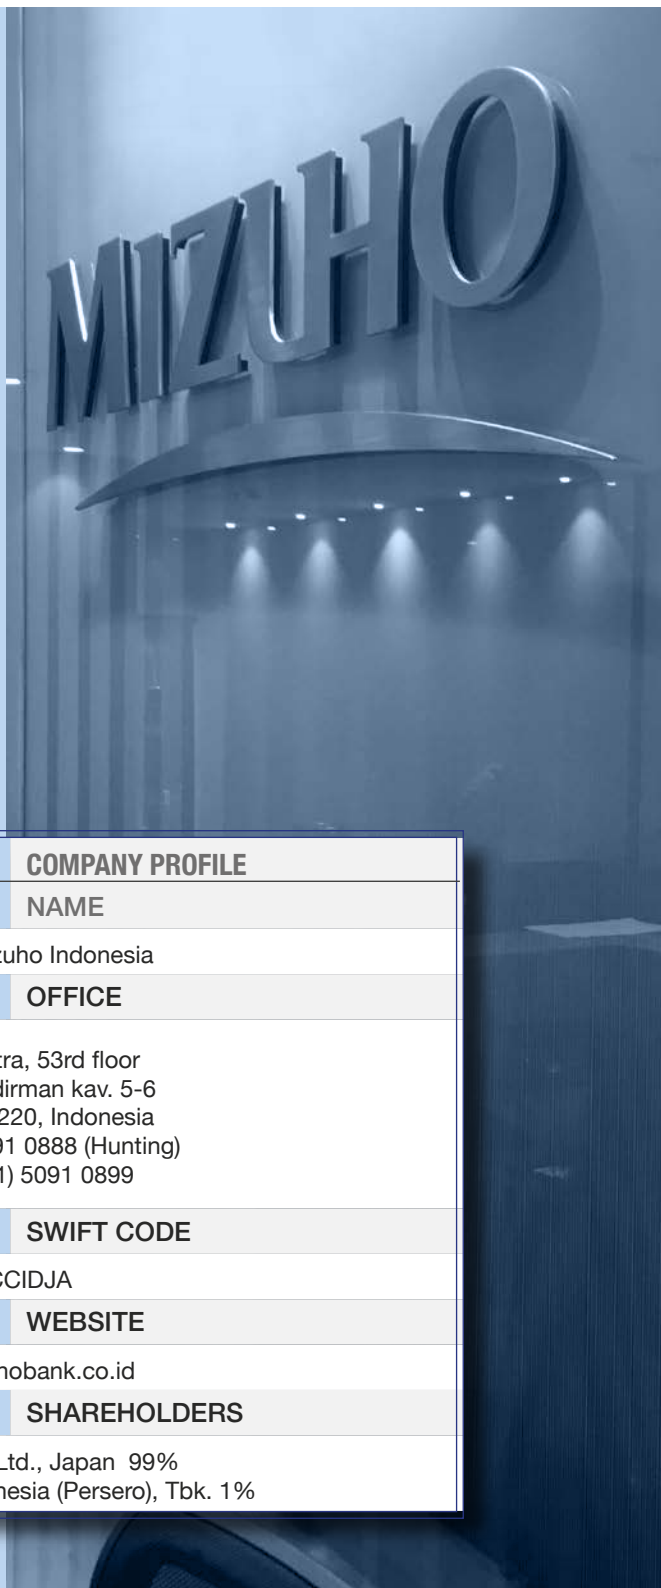 MIZUHO
COMPANY PROFILE
NAME
zuho Indonesia
OFFICE
tra, 53rd floor
dirman kav. 5-6
220, Indonesia
91 0888 (Hunting)
1) 5091 0899
SWIFT CODE
CCIDJA
WEBSITE
hobank.co.id
SHAREHOLDERS
Ltd., Japan 99%
nesia (Persero), Tbk. 1%